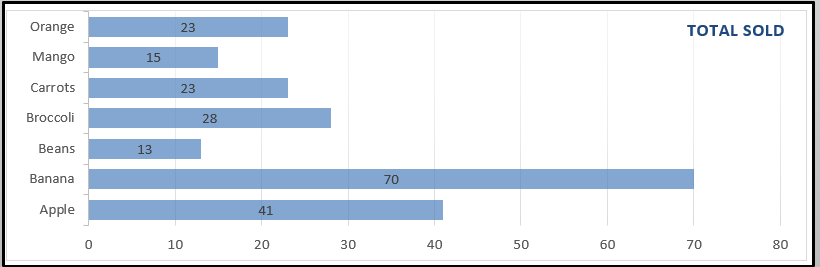 TOTAL SOLD
Orange 23
Mango 15
Carrots 23
Broccoli 28
Beans 13
Banana 70
Apple 41
0 10 20 30 40 50 60 70 80